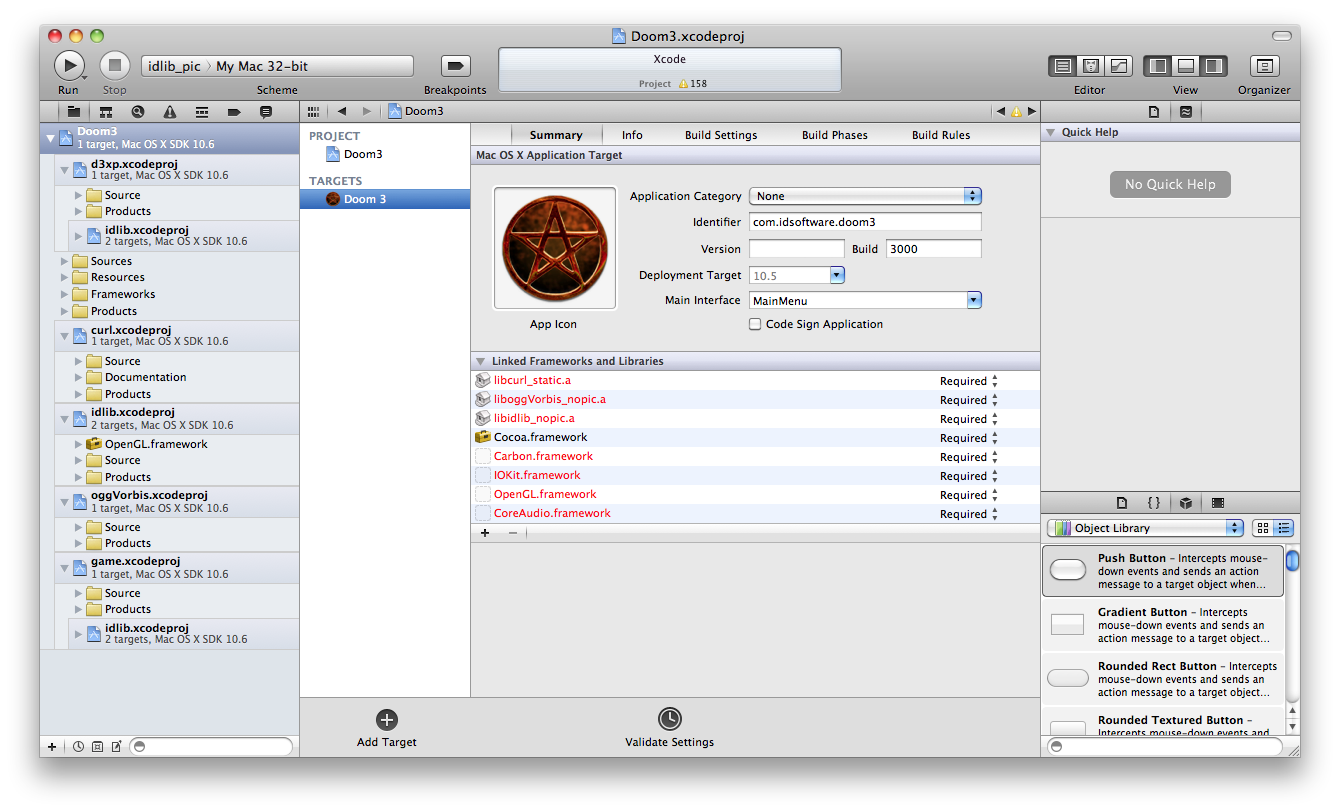 Doom3.xcodeproj
idlib_pic › My Mac 32-bit
Xcode
Project 158
Run
Stop
Scheme
Breakpoints
Editor
View
Organizer
Doom3
Doom3
1 target, Mac OS X SDK 10.6
d3xp.xcodeproj
1 target, Mac OS X SDK 10.6
Source
Products
idlib.xcodeproj
2 targets, Mac OS X SDK 10.6
Sources
Resources
Frameworks
Products
curl.xcodeproj
1 target, Mac OS X SDK 10.6
Source
Documentation
Products
idlib.xcodeproj
2 targets, Mac OS X SDK 10.6
OpenGL.framework
Source
Products
oggVorbis.xcodeproj
1 target, Mac OS X SDK 10.6
Source
Products
game.xcodeproj
1 target, Mac OS X SDK 10.6
Source
Products
idlib.xcodeproj
2 targets, Mac OS X SDK 10.6
PROJECT
Doom3
TARGETS
Doom 3
Summary
Info
Build Settings
Build Phases
Build Rules
Mac OS X Application Target
App Icon
Application Category None
Identifier com.idsoftware.doom3
Version Build 3000
Deployment Target 10.5
Main Interface MainMenu
Code Sign Application
Linked Frameworks and Libraries
libcurl_static.a Required
liboggVorbis_nopic.a Required
libidlib_nopic.a Required
Cocoa.framework Required
Carbon.framework Required
IOKit.framework Required
OpenGL.framework Required
CoreAudio.framework Required
+ −
Add Target
Validate Settings
Quick Help
No Quick Help
{ }
Object Library
Push Button – Intercepts mouse-
down events and sends an action
message to a target object when...
Gradient Button – Intercepts
mouse-down events and sends an
action message to a target object...
Rounded Rect Button – Intercepts
mouse-down events and sends an
action message to a target object...
Rounded Textured Button –
Intercepts mouse-down events and